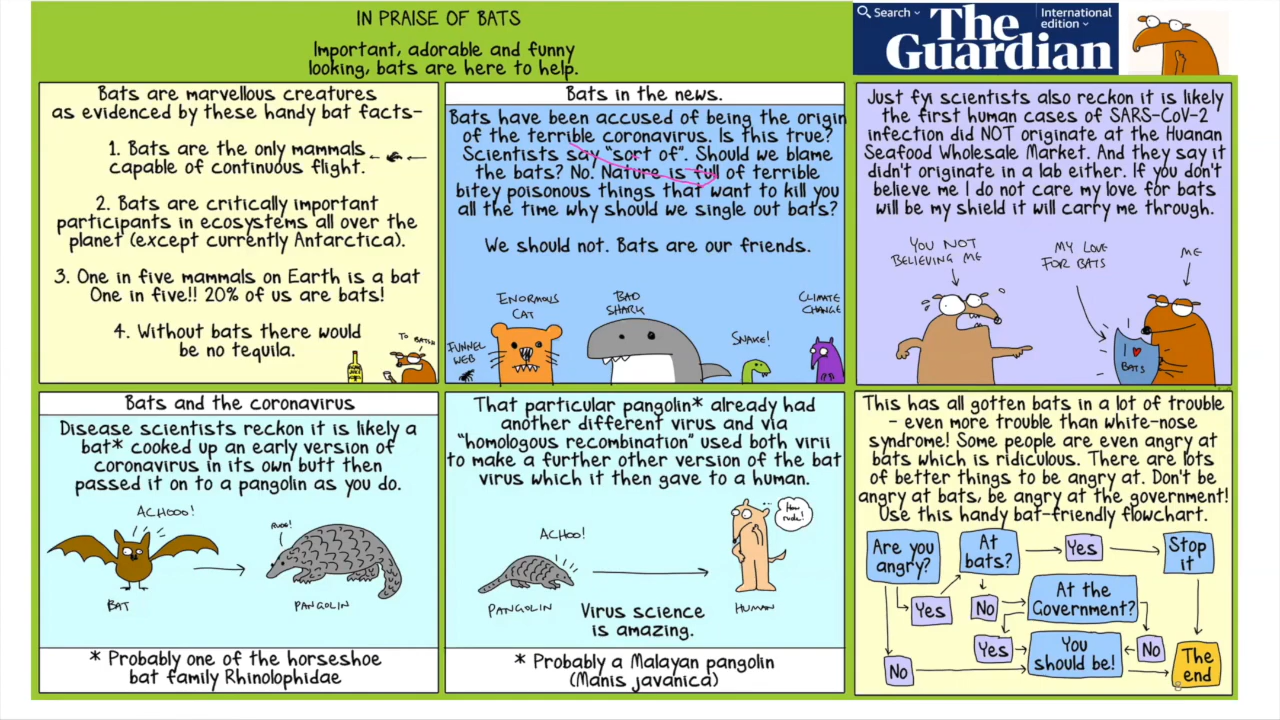 IN PRAISE OF BATS
Important, adorable and funny
looking, bats are here to help.
Search
The
Guardian
International
edition
Bats are marvellous creatures
as evidenced by these handy bat facts-
1. Bats are the only mammals
capable of continuous flight.
2. Bats are critically important
participants in ecosystems all over the
planet (except currently Antarctica).
3. One in five mammals on Earth is a bat
One in five!! 20% of us are bats!
4. Without bats there would
be no tequila.
TO BATS!!
Bats in the news.
Bats have been accused of being the origin
of the terrible coronavirus. Is this true?
Scientists say "sort of". Should we blame
the bats? No. Nature is full of terrible
bitey poisonous things that want to kill you
all the time why should we single out bats?
We should not. Bats are our friends.
FUNNEL
WEB
ENORMOUS
CAT
BAD
SHARK
SNAKE!
CLIMATE
CHANGE
Just fyi scientists also reckon it is likely
the first human cases of SARS-CoV-2
infection did NOT originate at the Huanan
Seafood Wholesale Market. And they say it
didn't originate in a lab either. If you don't
believe me I do not care my love for bats
will be my shield it will carry me through.
YOU NOT
BELIEVING ME
MY LOVE
FOR BATS
ME
I ♥
BATS
Bats and the coronavirus
Disease scientists reckon it is likely a
bat* cooked up an early version of
coronavirus in its own butt then
passed it on to a pangolin as you do.
ACHOOO!
RUDE!
BAT
PANGOLIN
* Probably one of the horseshoe
bat family Rhinolophidae
That particular pangolin* already had
another different virus and via
"homologous recombination" used both virii
to make a further other version of the bat
virus which it then gave to a human.
ACHOO!
How
rude!
PANGOLIN
HUMAN
Virus science
is amazing.
* Probably a Malayan pangolin
(Manis javanica)
This has all gotten bats in a lot of trouble
- even more trouble than white-nose
syndrome! Some people are even angry at
bats which is ridiculous. There are lots
of better things to be angry at. Don't be
angry at bats, be angry at the government!
Use this handy bat-friendly flowchart.
Are you
angry?
At
bats?
Yes
Stop
it
Yes
No
At the
Government?
Yes
You
should be!
No
No
The
end